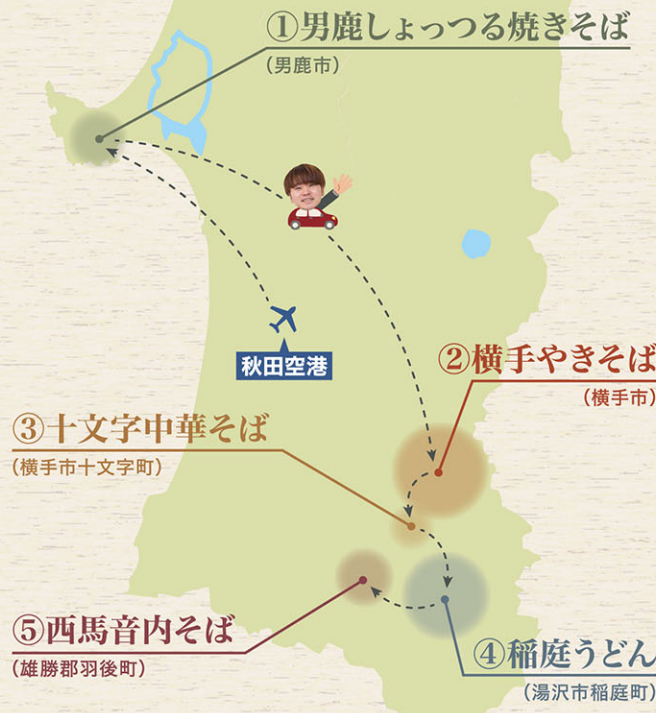 ①男鹿しょっつる焼きそば
(男鹿市)
秋田空港
②横手やきそば
(横手市)
③十文字中華そば
(横手市十文字町)
⑤西馬音内そば
(雄勝郡羽後町)
④稲庭うどん
(湯沢市稲庭町)